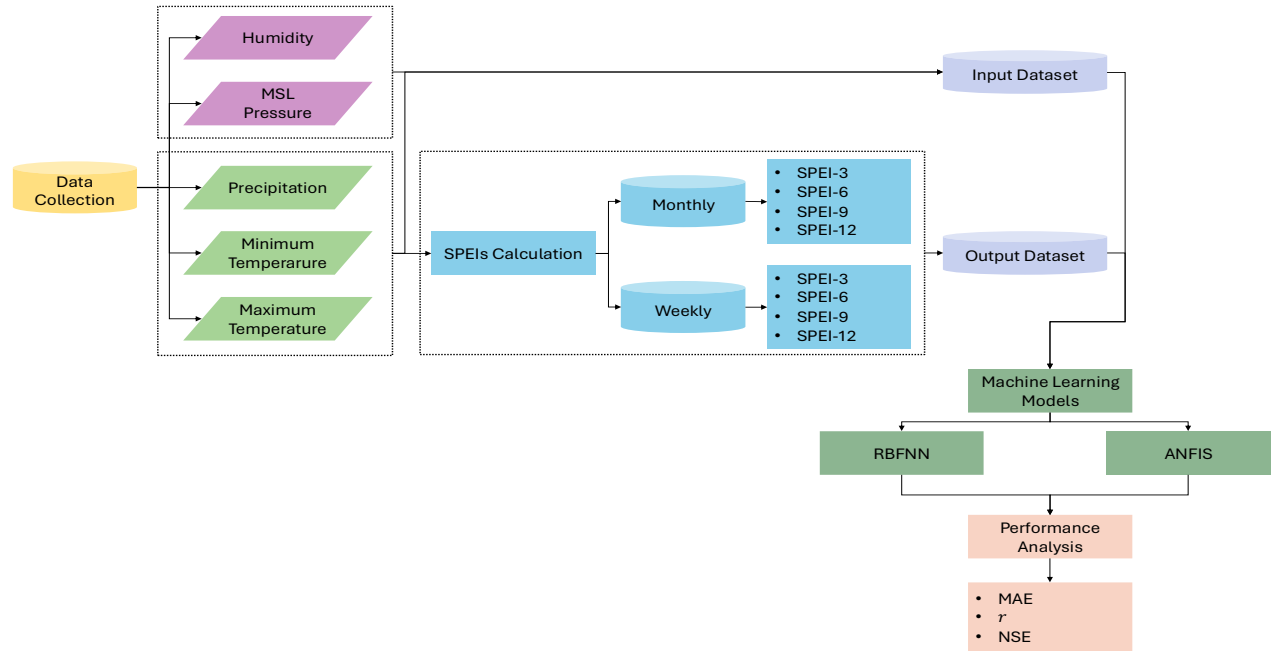 Humidity
MSL
Pressure
Data
Collection
Precipitation
Minimum
Temperarure
Maximum
Temperature
SPEIs Calculation
Monthly
Weekly
• SPEI-3
• SPEI-6
• SPEI-9
• SPEI-12
• SPEI-3
• SPEI-6
• SPEI-9
• SPEI-12
Input Dataset
Output Dataset
Machine Learning
Models
RBFNN
ANFIS
Performance
Analysis
• MAE
• r
• NSE